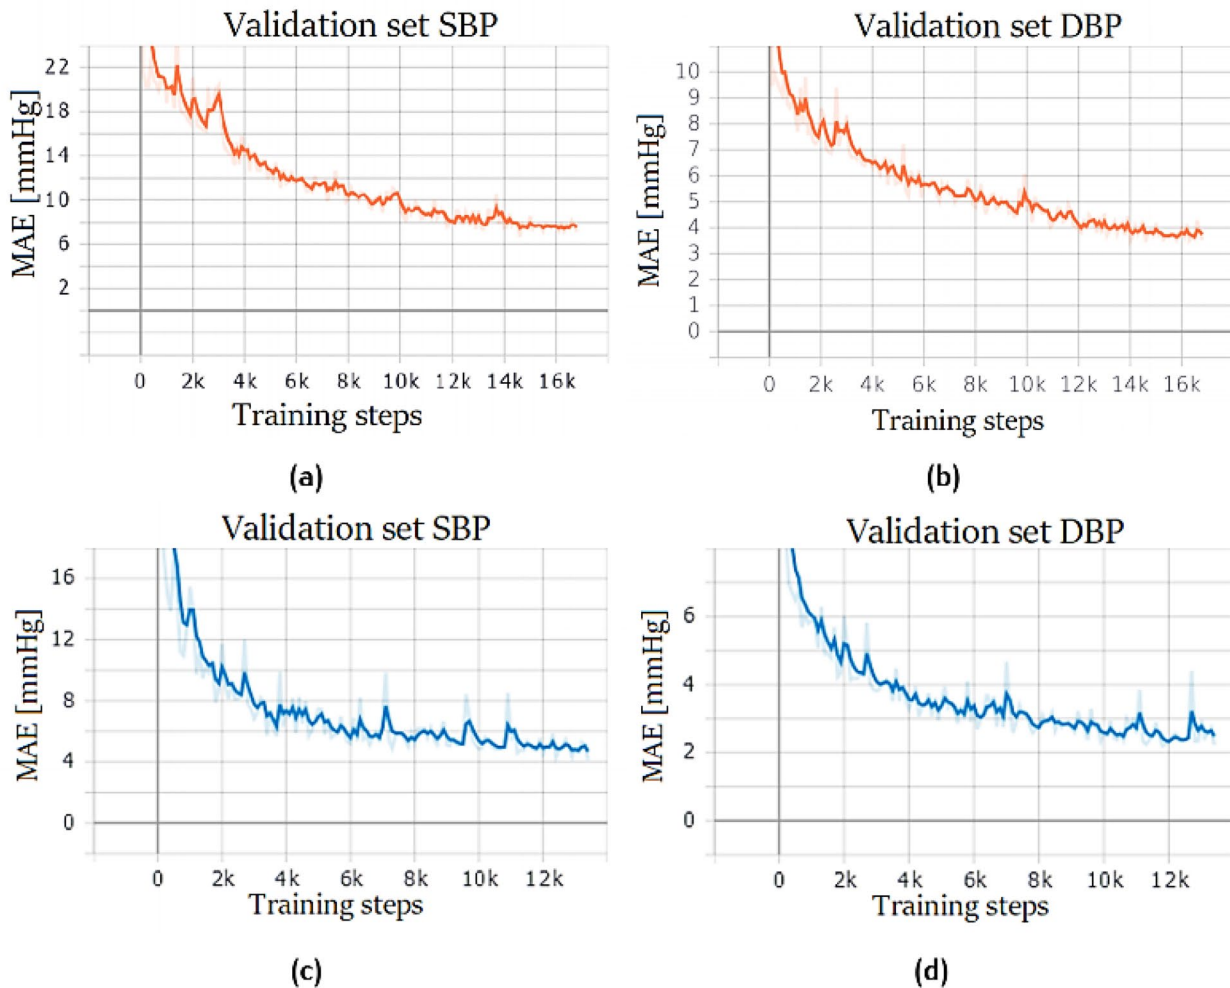 Validation set SBP
MAE [mmHg]
22
18
14
10
6
2
0 2k 4k 6k 8k 10k 12k 14k 16k
Training steps
(a)
Validation set DBP
MAE [mmHg]
10
9
8
7
6
5
4
3
2
1
0
0 2k 4k 6k 8k 10k 12k 14k 16k
Training steps
(b)
Validation set SBP
MAE [mmHg]
16
12
8
4
0
0 2k 4k 6k 8k 10k 12k
Training steps
(c)
Validation set DBP
MAE [mmHg]
6
4
2
0
0 2k 4k 6k 8k 10k 12k
Training steps
(d)